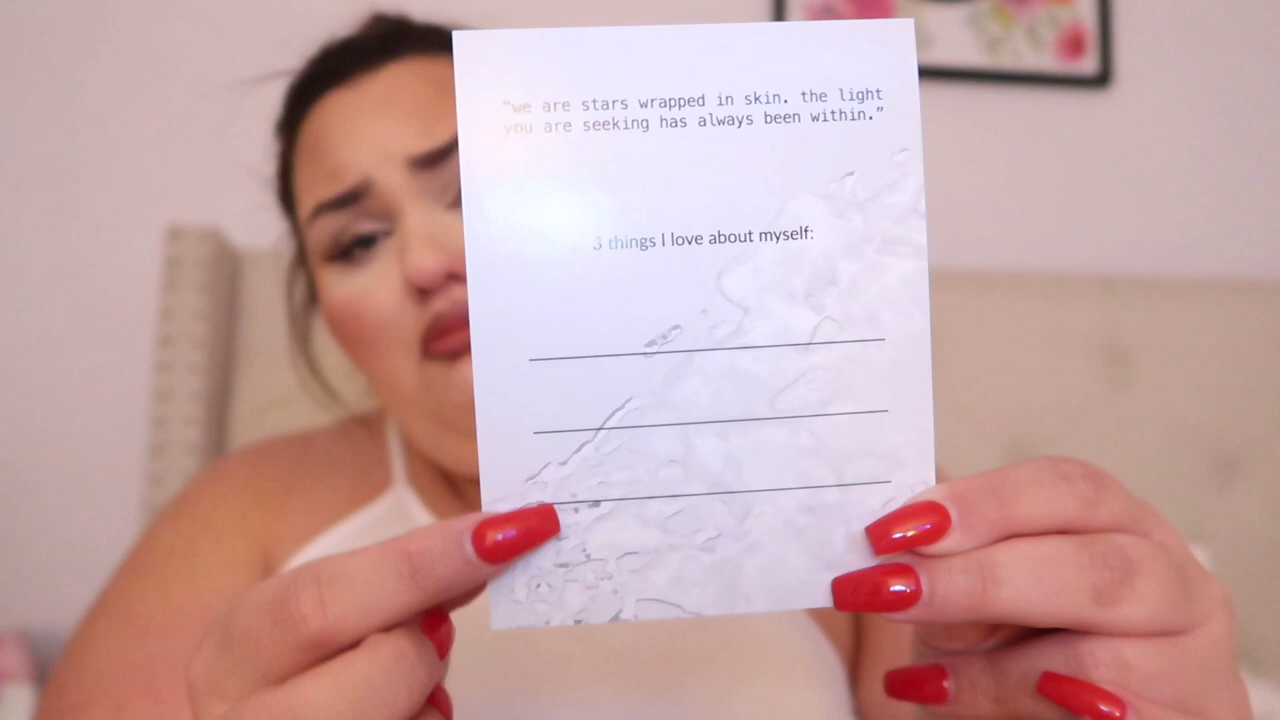 “we are stars wrapped in skin. the light
you are seeking has always been within.”
3 things I love about myself: